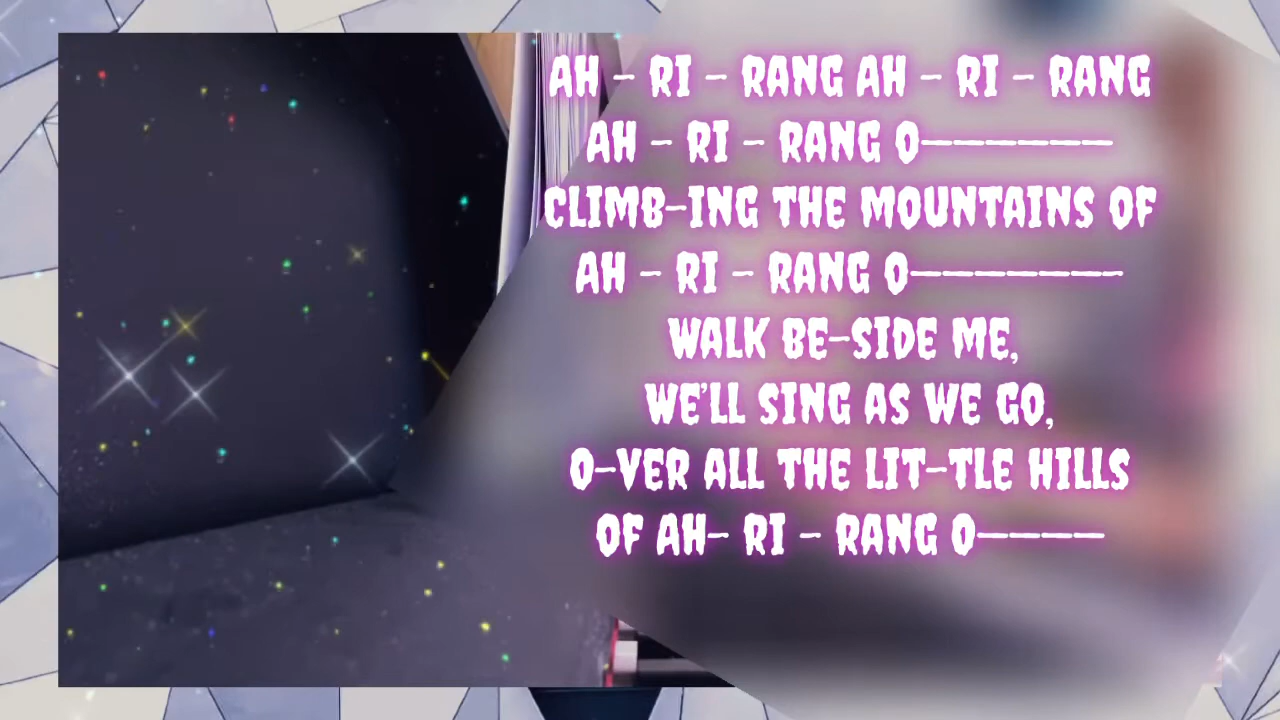 AH - RI - RANG AH - RI - RANG
AH - RI - RANG O-------
CLIMB-ING THE MOUNTAINS OF
AH - RI - RANG O--------
WALK BE-SIDE ME,
WE'LL SING AS WE GO,
O-VER ALL THE LIT-TLE HILLS
OF AH- RI - RANG O-----